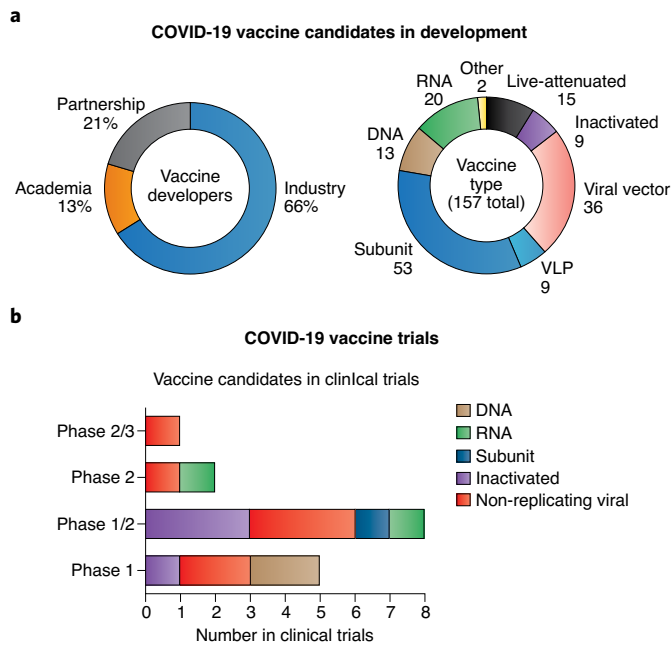 a
COVID-19 vaccine candidates in development
Partnership
21%
Academia
13%
Vaccine
developers
Industry
66%
Other
2
RNA
20
Live-attenuated
15
Inactivated
9
DNA
13
Vaccine
type
(157 total)
Viral vector
36
Subunit
53
VLP
9
b
COVID-19 vaccine trials
Vaccine candidates in clinIcal trials
Phase 2/3
Phase 2
Phase 1/2
Phase 1
DNA
RNA
Subunit
Inactivated
Non-replicating viral
0 1 2 3 4 5 6 7 8
Number in clinical trials